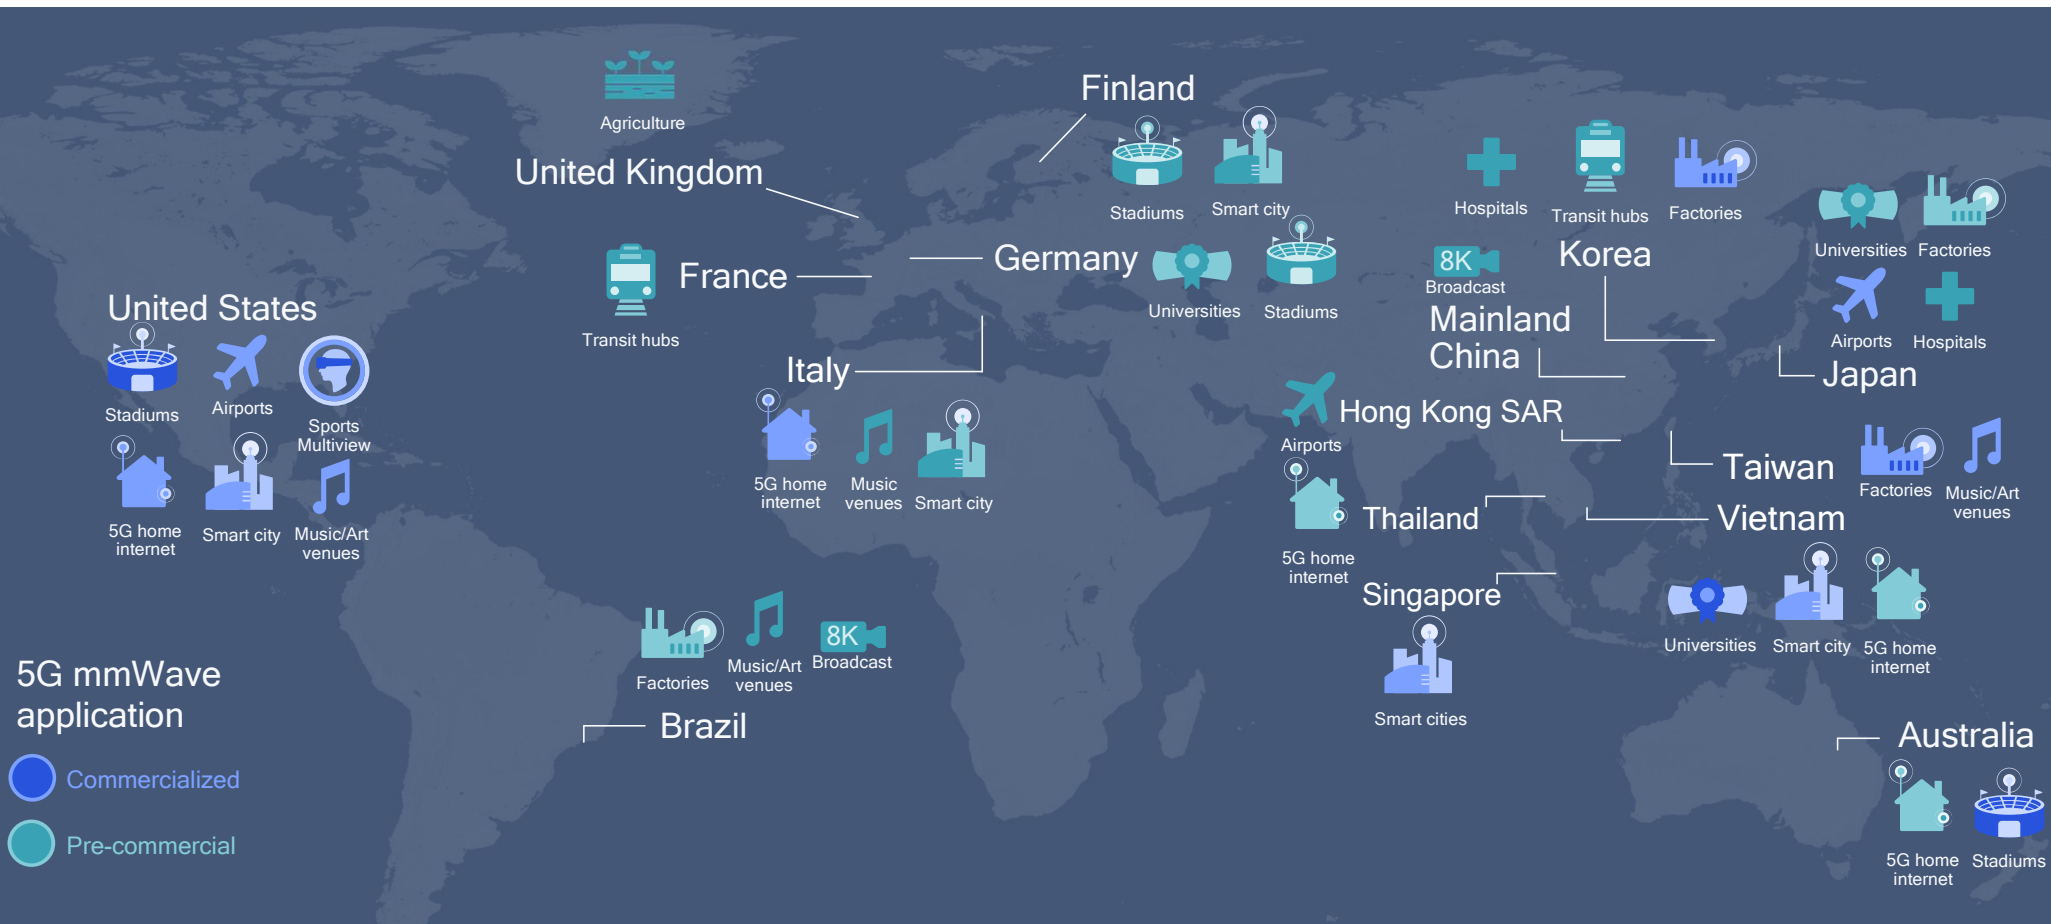 Agriculture
United Kingdom
Finland
Stadiums
Smart city
Hospitals
Transit hubs
Factories
Korea
Universities
Factories
Airports
Hospitals
Japan
France
Transit hubs
Germany
Universities
Stadiums
8K
Broadcast
Mainland
China
United States
Stadiums
Airports
Sports
Multiview
5G home
internet
Smart city
Music/Art
venues
Italy
5G home
internet
Music
venues
Smart city
Airports
Hong Kong SAR
Taiwan
Factories
Music/Art
venues
5G home
internet
Thailand
Vietnam
Universities
Smart city
5G home
internet
Singapore
Smart cities
Factories
Music/Art
venues
8K
Broadcast
Brazil
Australia
5G home
internet
Stadiums
5G mmWave
application
Commercialized
Pre-commercial